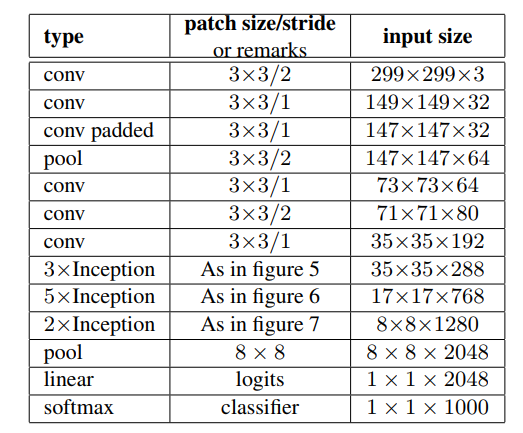 type patch size/stride or remarks input size
conv 3×3/2 299×299×3
conv 3×3/1 149×149×32
conv padded 3×3/1 147×147×32
pool 3×3/2 147×147×64
conv 3×3/1 73×73×64
conv 3×3/2 71×71×80
conv 3×3/1 35×35×192
3×Inception As in figure 5 35×35×288
5×Inception As in figure 6 17×17×768
2×Inception As in figure 7 8×8×1280
pool 8 × 8 8 × 8 × 2048
linear logits 1 × 1 × 2048
softmax classifier 1 × 1 × 1000